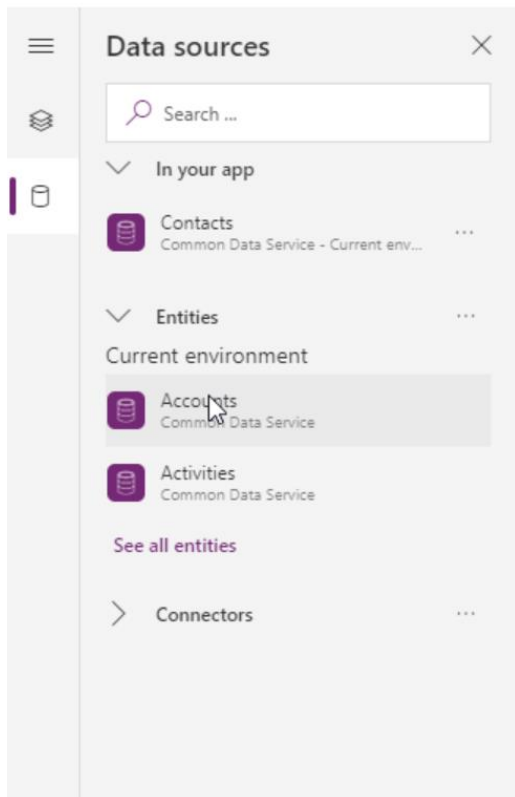 Data sources
Search ...
In your app
Contacts
Common Data Service - Current env...
Entities
Current environment
Accounts
Common Data Service
Activities
Common Data Service
See all entities
Connectors